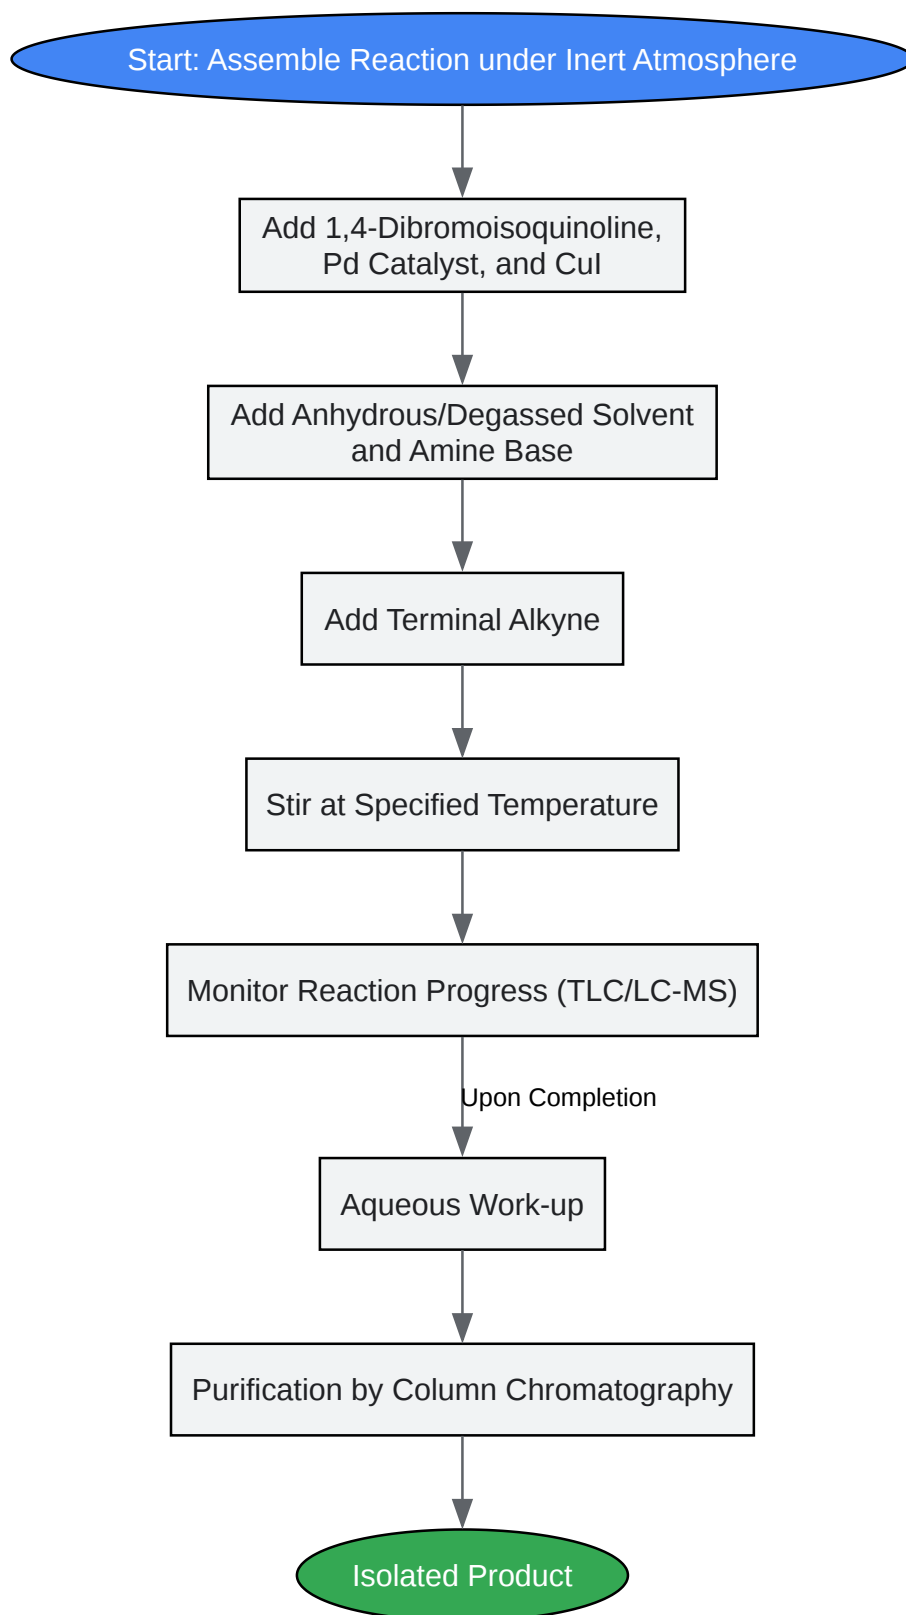 Start: Assemble Reaction under Inert Atmosphere
Add 1,4-Dibromoisoquinoline,
Pd Catalyst, and CuI
Add Anhydrous/Degassed Solvent
and Amine Base
Add Terminal Alkyne
Stir at Specified Temperature
Monitor Reaction Progress (TLC/LC-MS)
Upon Completion
Aqueous Work-up
Purification by Column Chromatography
Isolated Product